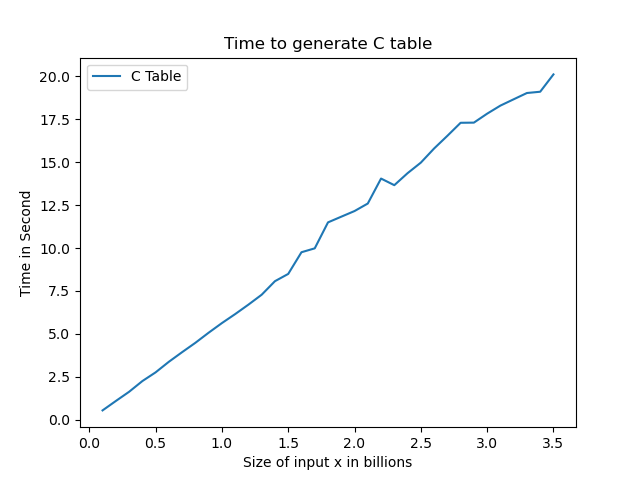 Time to generate C table
C Table
20.0
17.5
15.0
12.5
10.0
7.5
5.0
2.5
0.0
Time in Second
0.0 0.5 1.0 1.5 2.0 2.5 3.0 3.5
Size of input x in billions